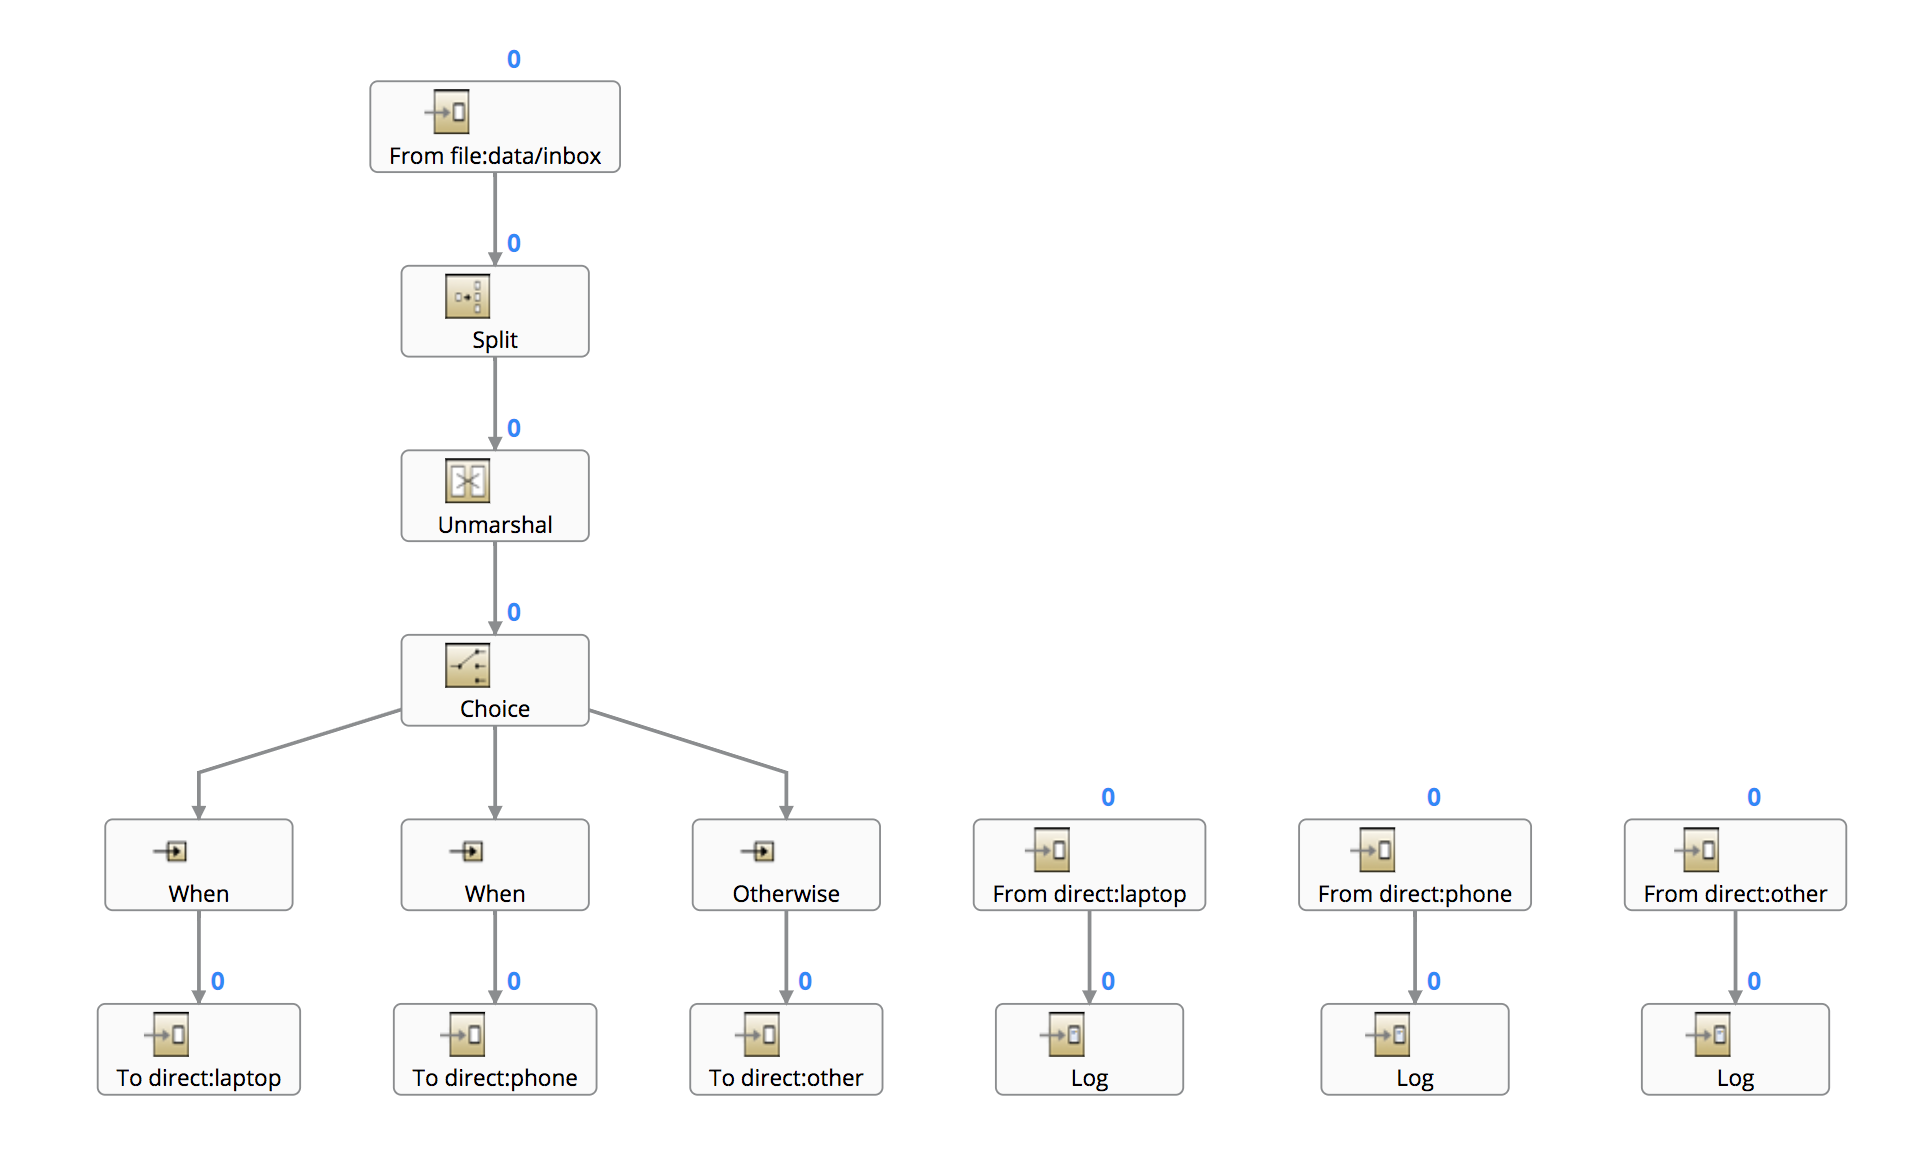 0
From file:data/inbox
0
Split
0
Unmarshal
0
Choice
0 0 0
When When Otherwise From direct:laptop From direct:phone From direct:other
0 0 0 0 0 0
To direct:laptop To direct:phone To direct:other Log Log Log